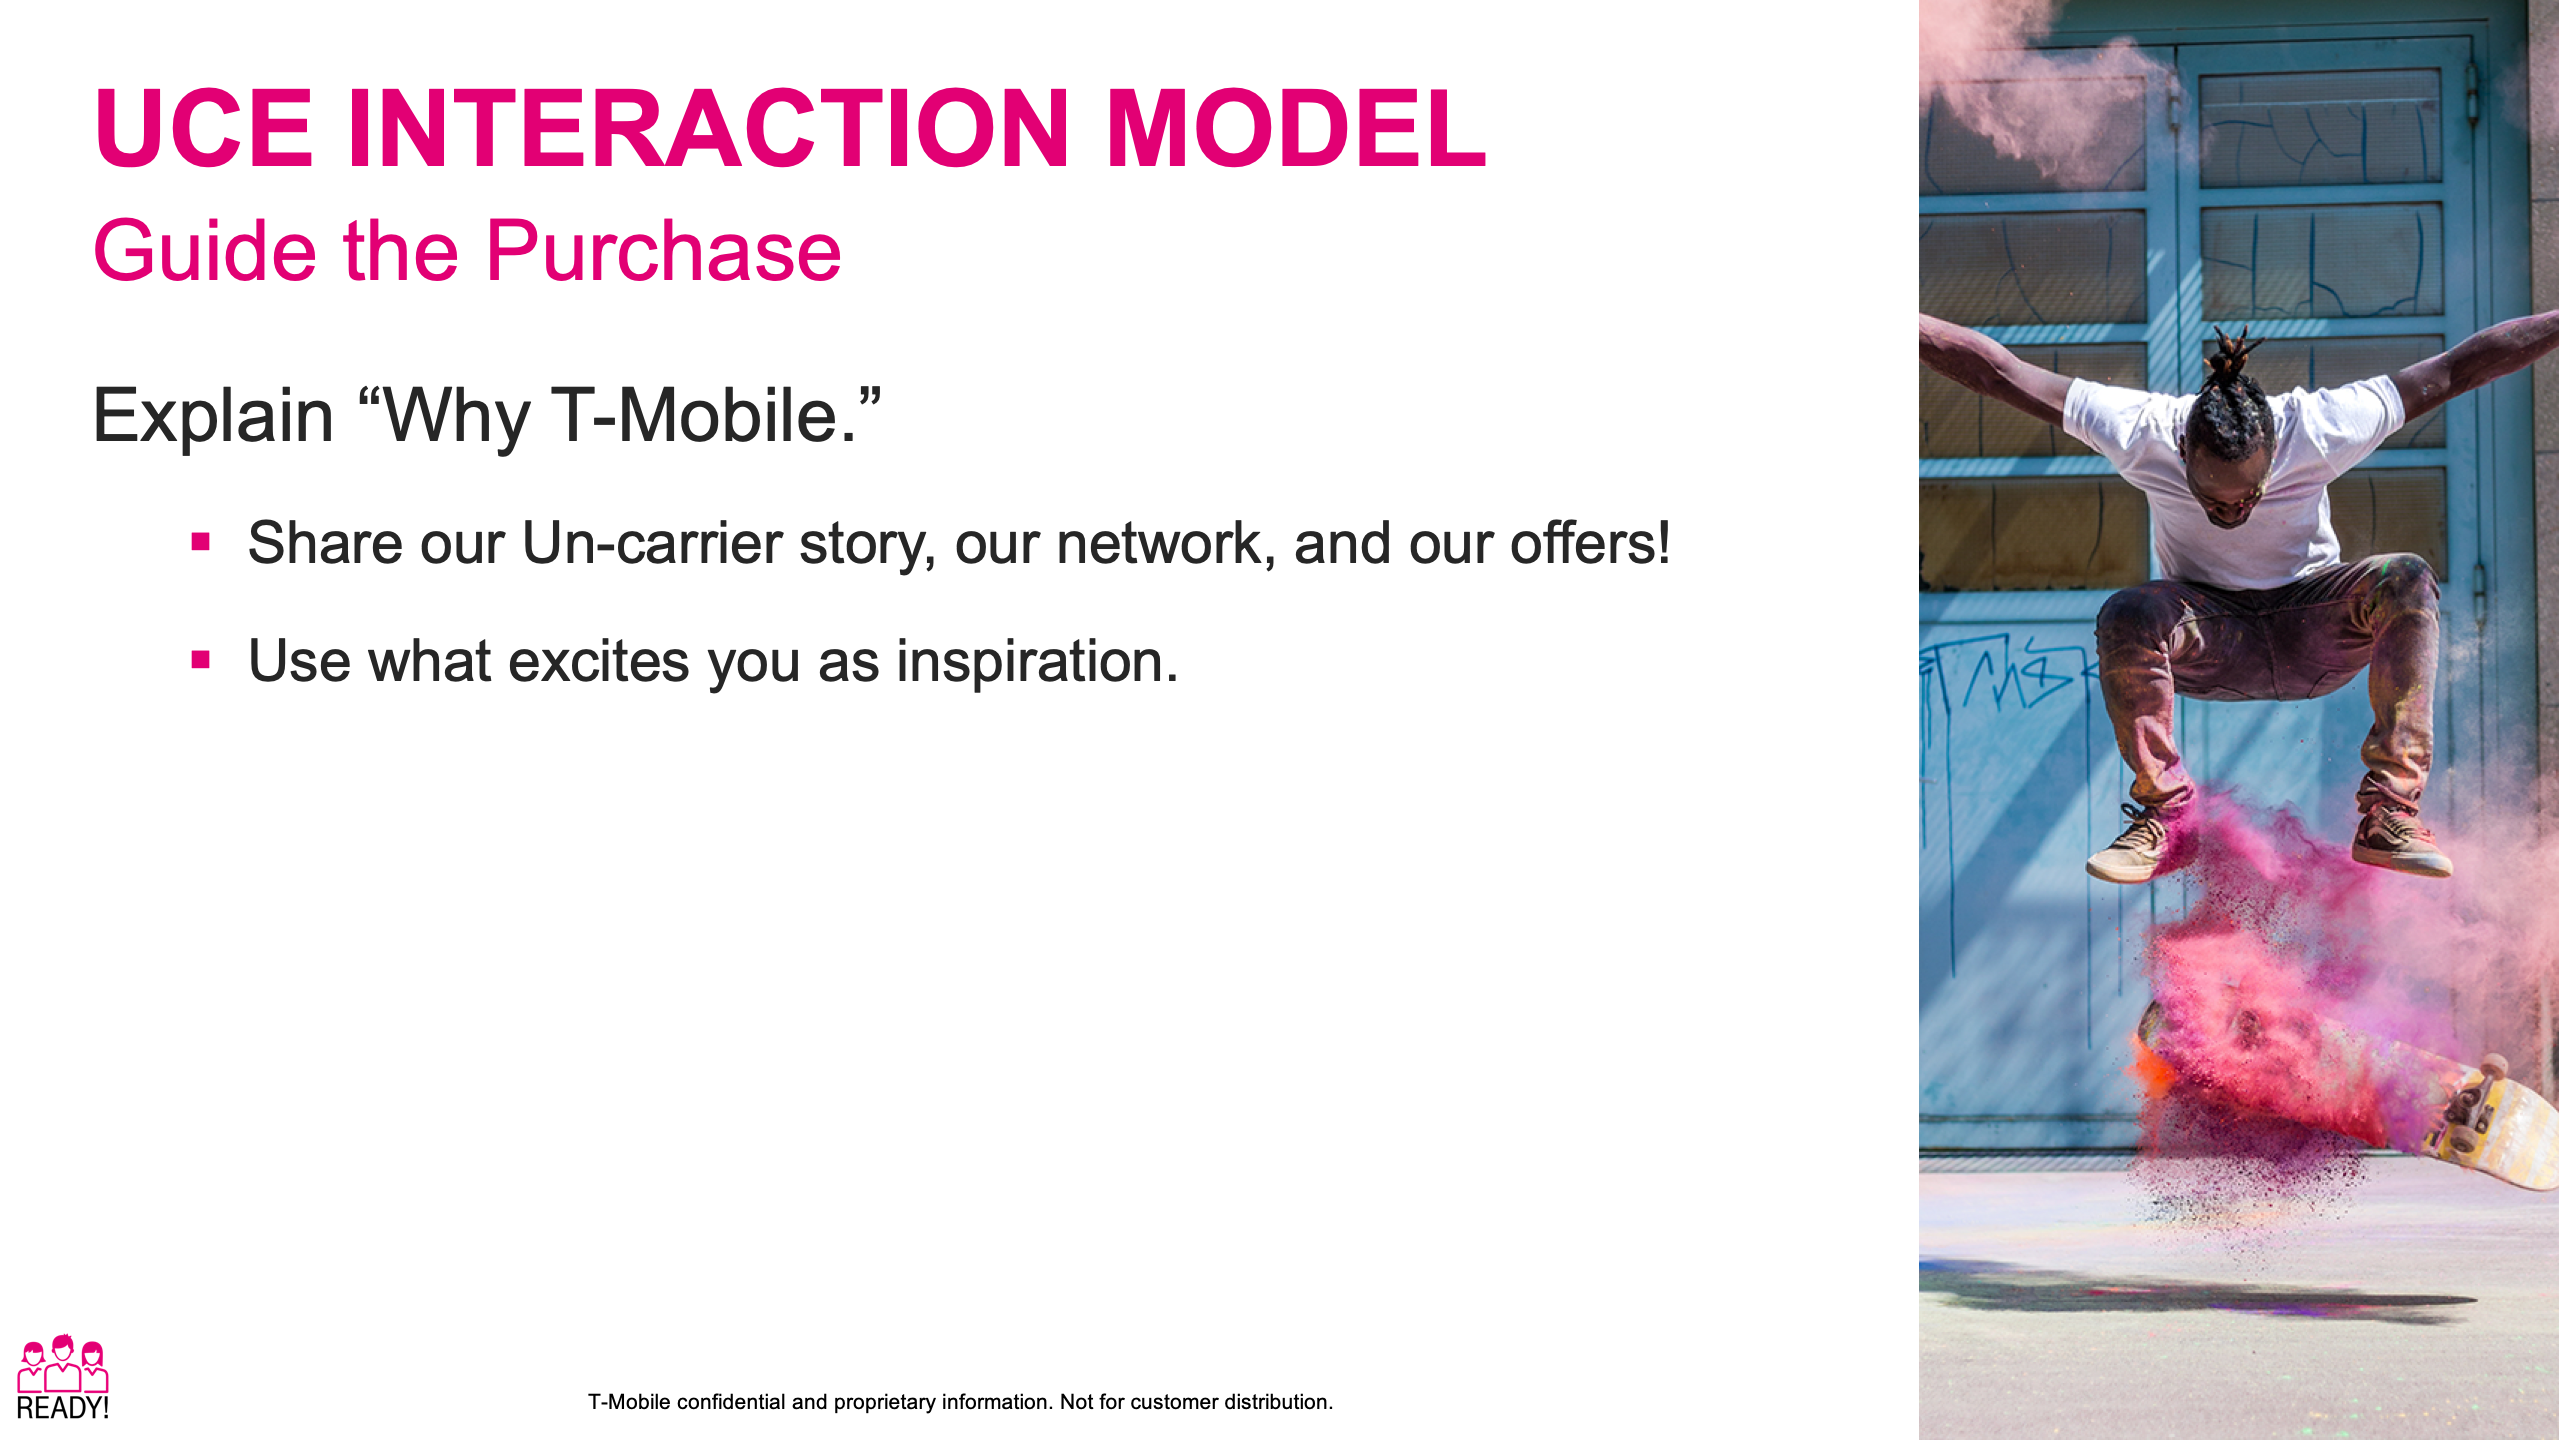 UCE INTERACTION MODEL
Guide the Purchase
Explain “Why T-Mobile.”
▪ Share our Un-carrier story, our network, and our offers!
▪ Use what excites you as inspiration.
READY!
T-Mobile confidential and proprietary information. Not for customer distribution.